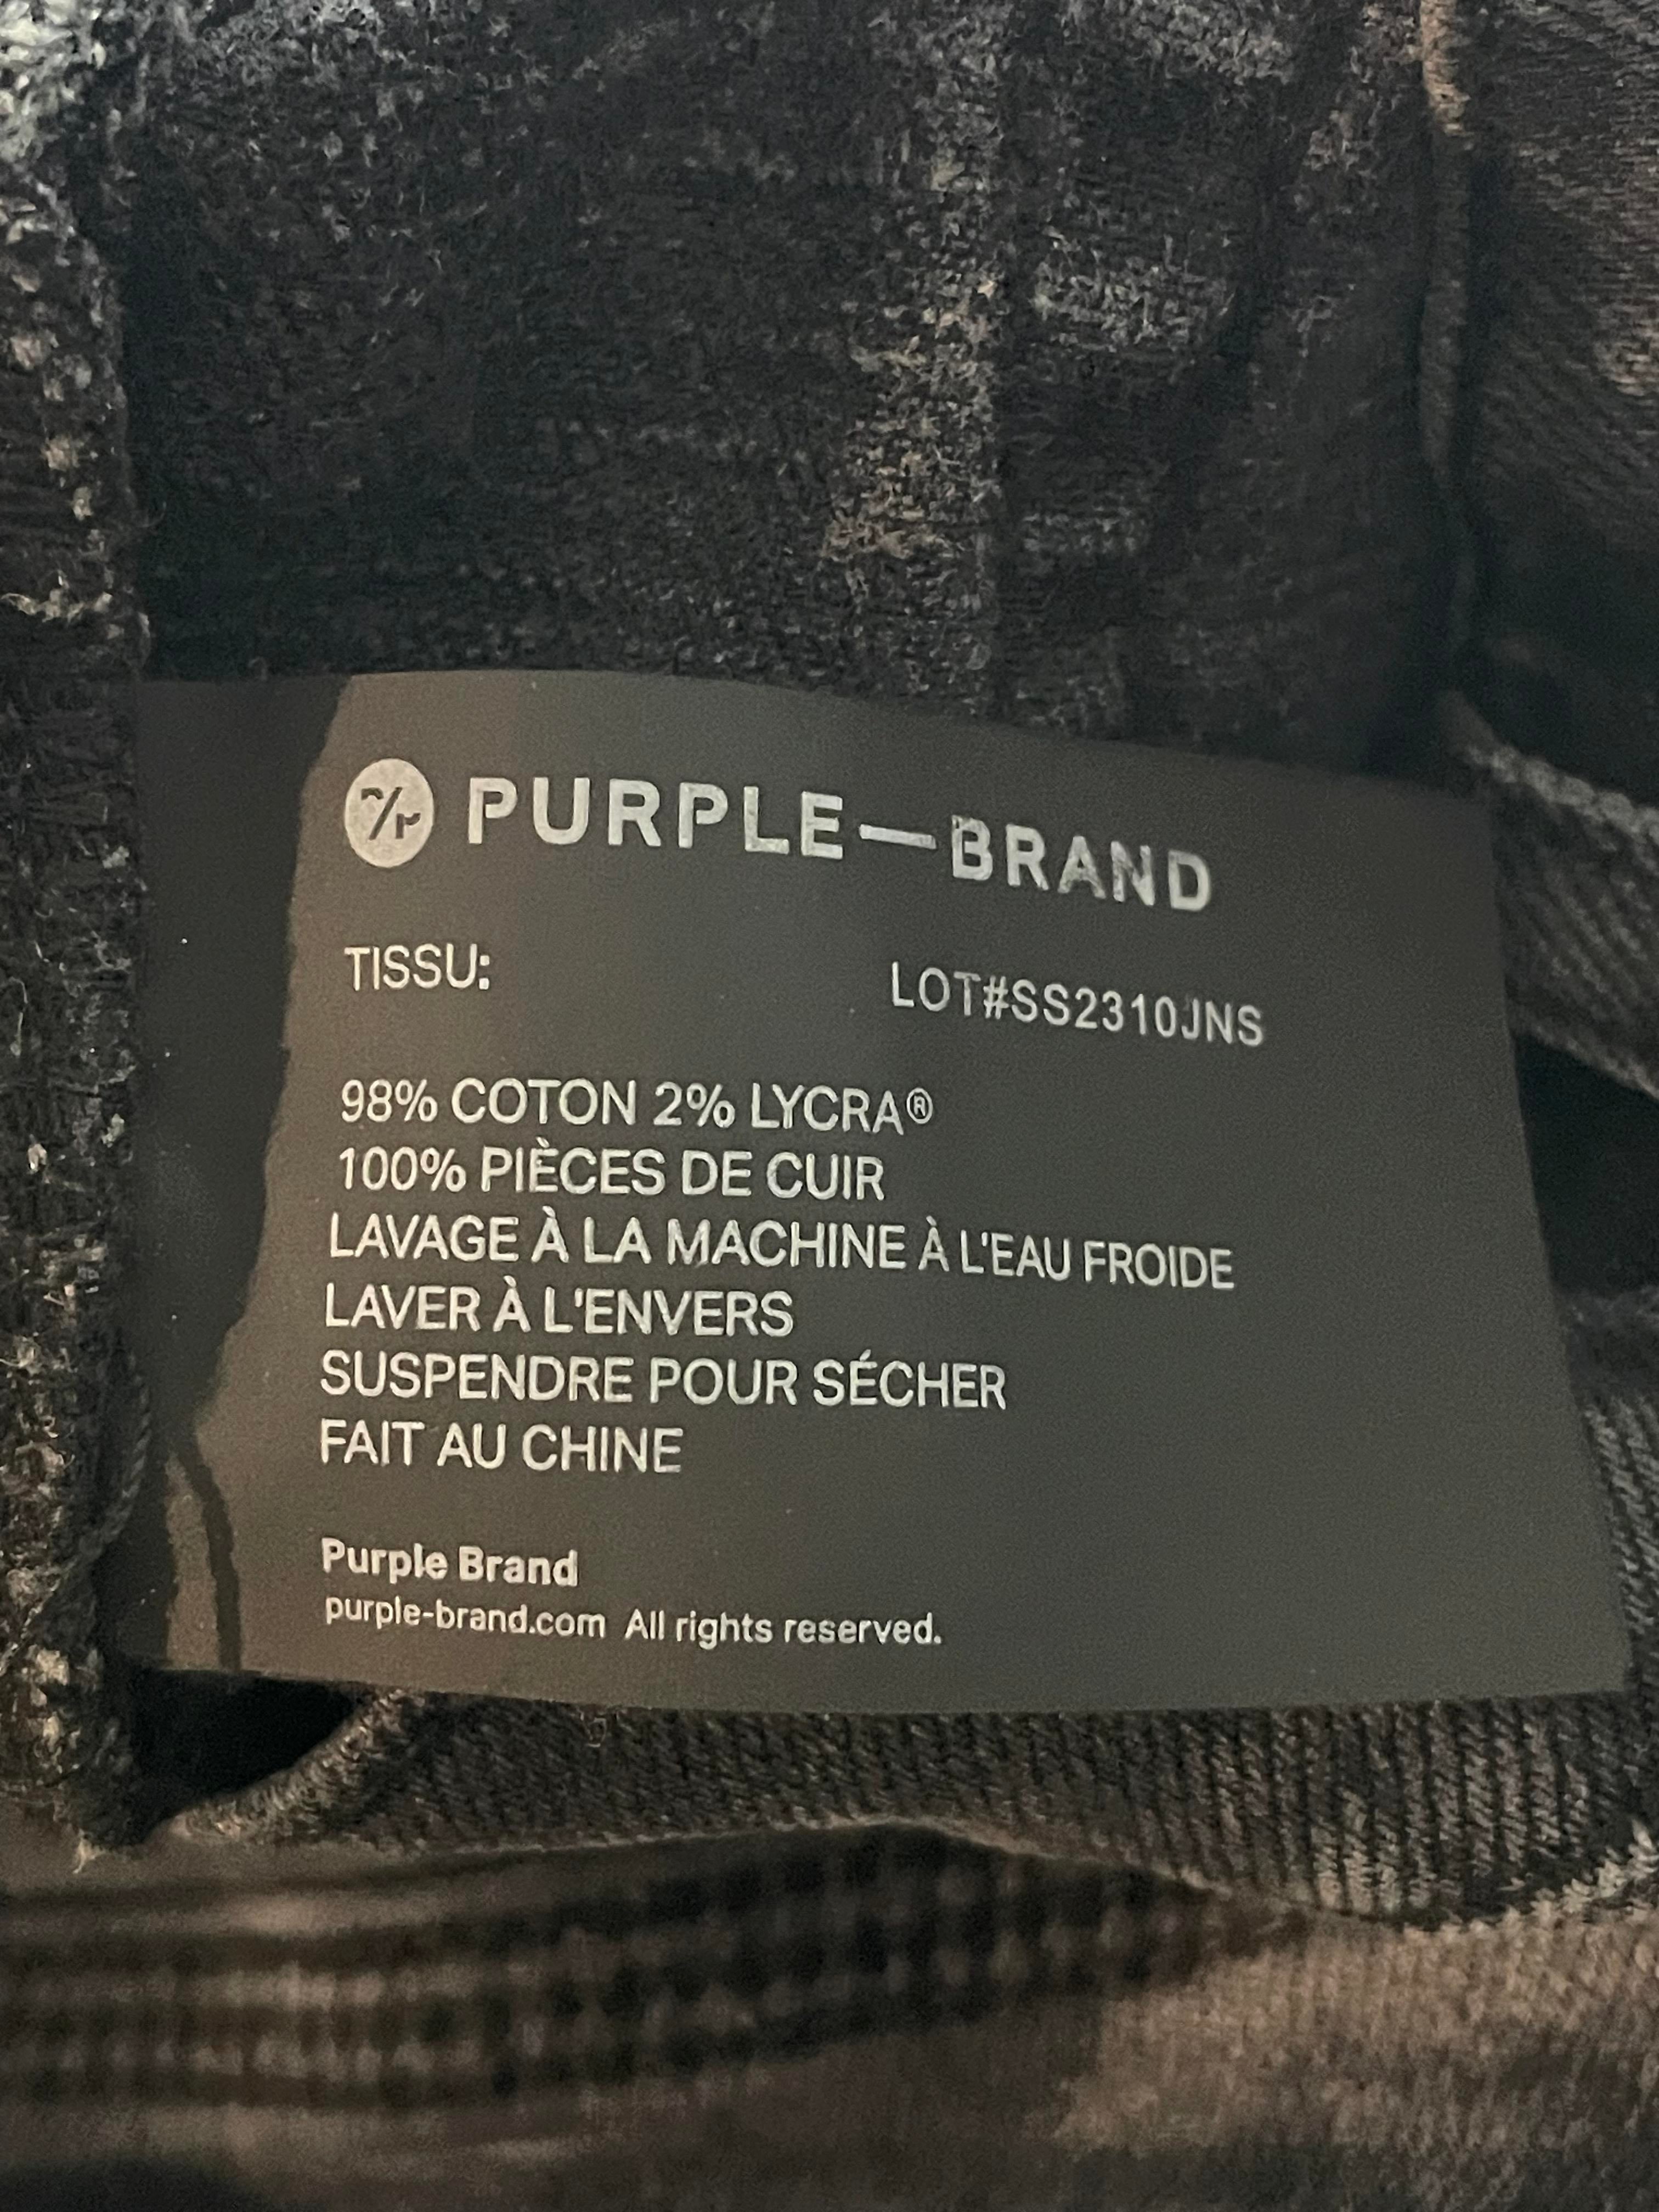 PURPLE—BRAND
TISSU:
LOT#SS2310JNS
98% COTON 2% LYCRA®
100% PIÈCES DE CUIR
LAVAGE À LA MACHINE À L'EAU FROIDE
LAVER À L'ENVERS
SUSPENDRE POUR SÉCHER
FAIT AU CHINE
Purple Brand
purple-brand.com All rights reserved.